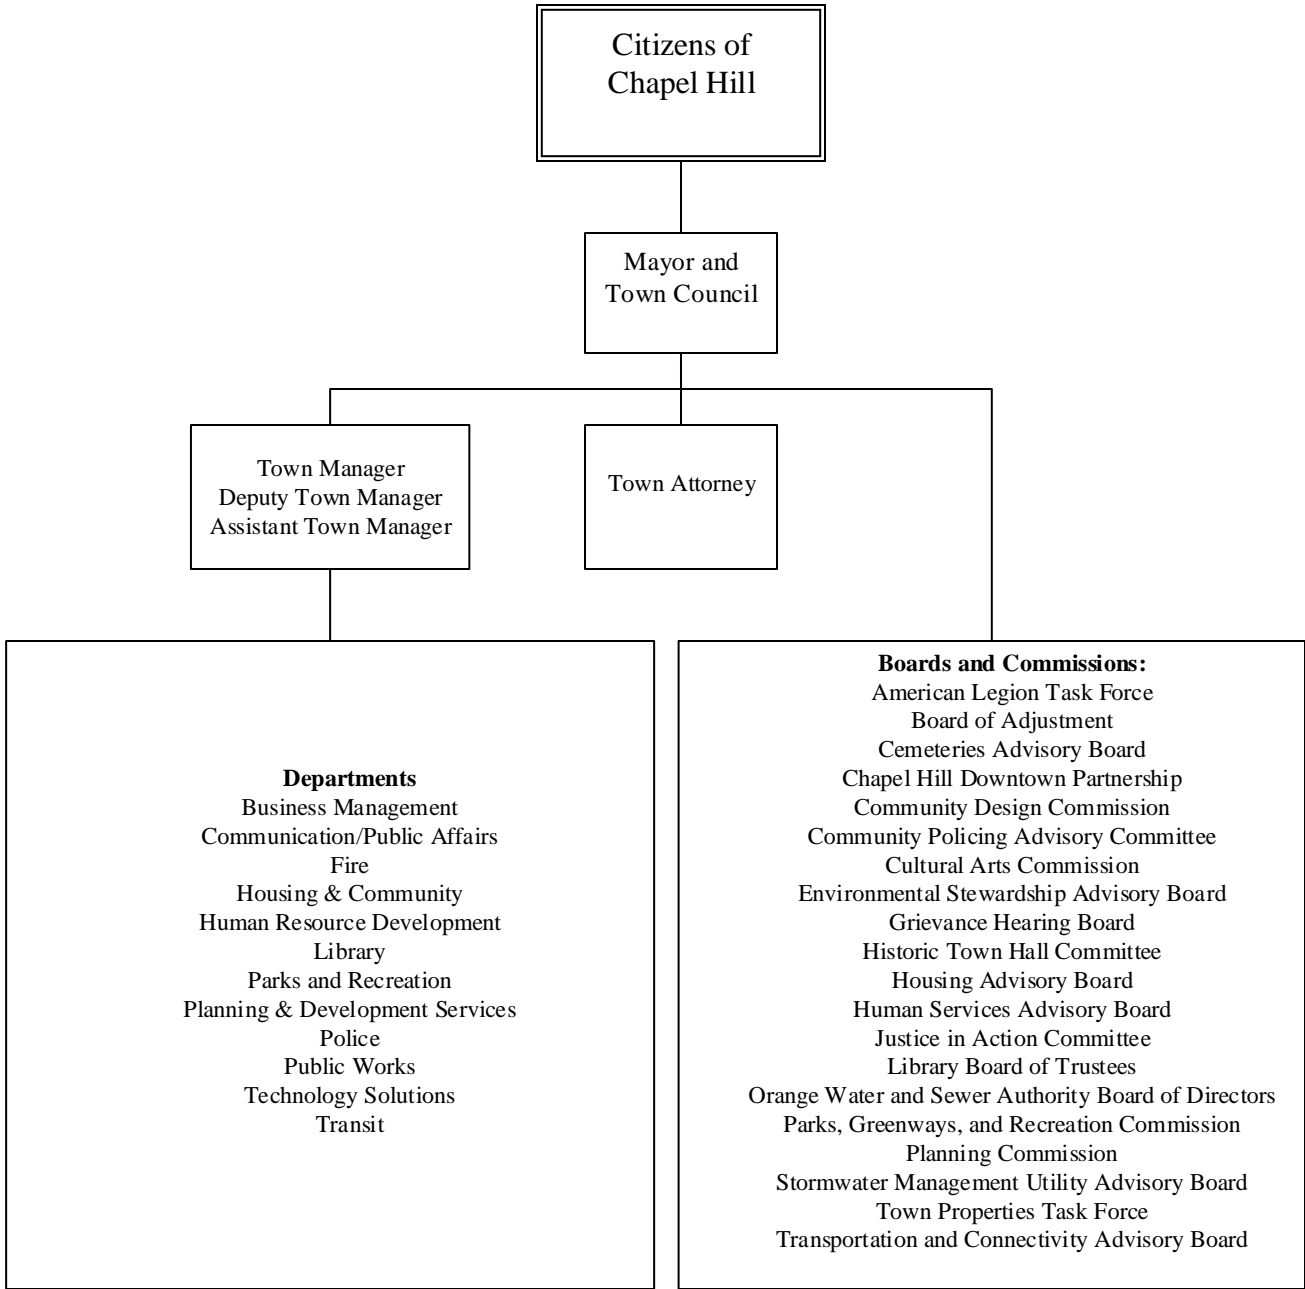 Citizens of
Chapel Hill
Mayor and
Town Council
Town Manager
Deputy Town Manager
Assistant Town Manager
Town Attorney
Departments
Business Management
Communication/Public Affairs
Fire
Housing & Community
Human Resource Development
Library
Parks and Recreation
Planning & Development Services
Police
Public Works
Technology Solutions
Transit
Boards and Commissions:
American Legion Task Force
Board of Adjustment
Cemeteries Advisory Board
Chapel Hill Downtown Partnership
Community Design Commission
Community Policing Advisory Committee
Cultural Arts Commission
Environmental Stewardship Advisory Board
Grievance Hearing Board
Historic Town Hall Committee
Housing Advisory Board
Human Services Advisory Board
Justice in Action Committee
Library Board of Trustees
Orange Water and Sewer Authority Board of Directors
Parks, Greenways, and Recreation Commission
Planning Commission
Stormwater Management Utility Advisory Board
Town Properties Task Force
Transportation and Connectivity Advisory Board